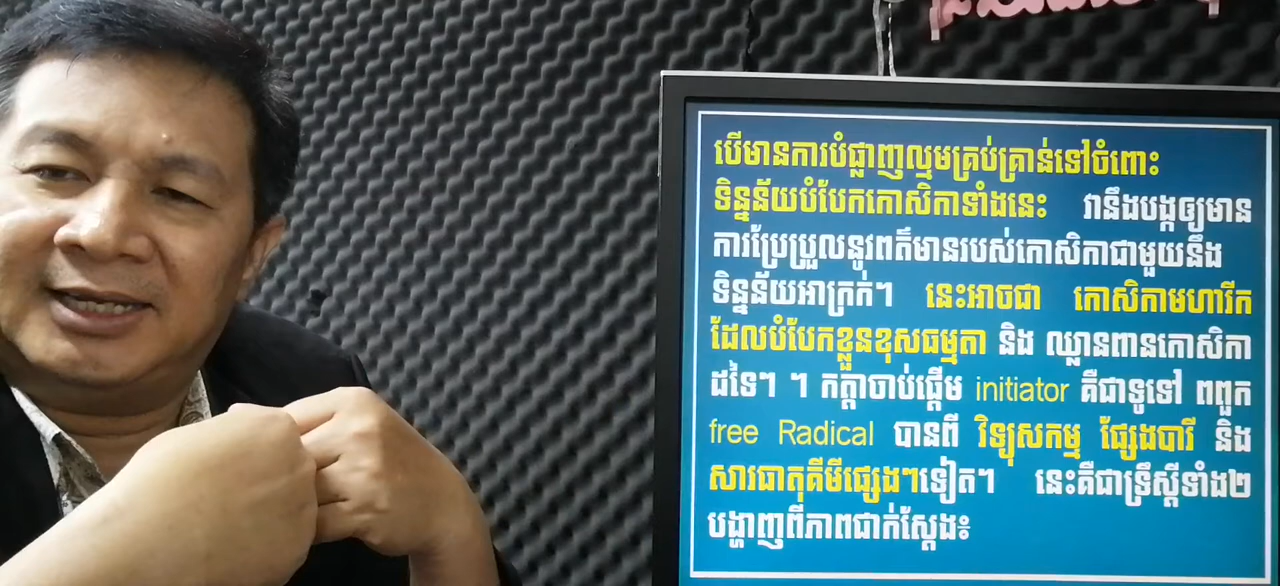 បើមានការបំផ្លាញល្មមគ្រប់គ្រាន់ទៅចំពោះ
ទិន្នន័យបំបែកកោសិកាទាំងនេះ វានឹងបង្កឲ្យមាន
ការប្រែប្រួលនូវពត៌មានរបស់កោសិកាជាមួយនឹង
ទិន្នន័យអាក្រក់ៗ នេះអាចជា កោសិកាមហារីក
ដែលបំបែកខ្លួនខុសធម្មតា និង ឈ្លានពានកោសិកា
ដទៃៗ ។ កត្តាចាប់ផ្តើម initiator គឺជាទូទៅ ពពួក
free Radical បានពី វិទ្យុសកម្ម ផ្សែងបារី និង
សារធាតុគីមីផ្សេងៗទៀត។ នេះគឺជាទ្រឹស្តីទាំង២
បង្ហាញពីភាពជាក់ស្តែង៖